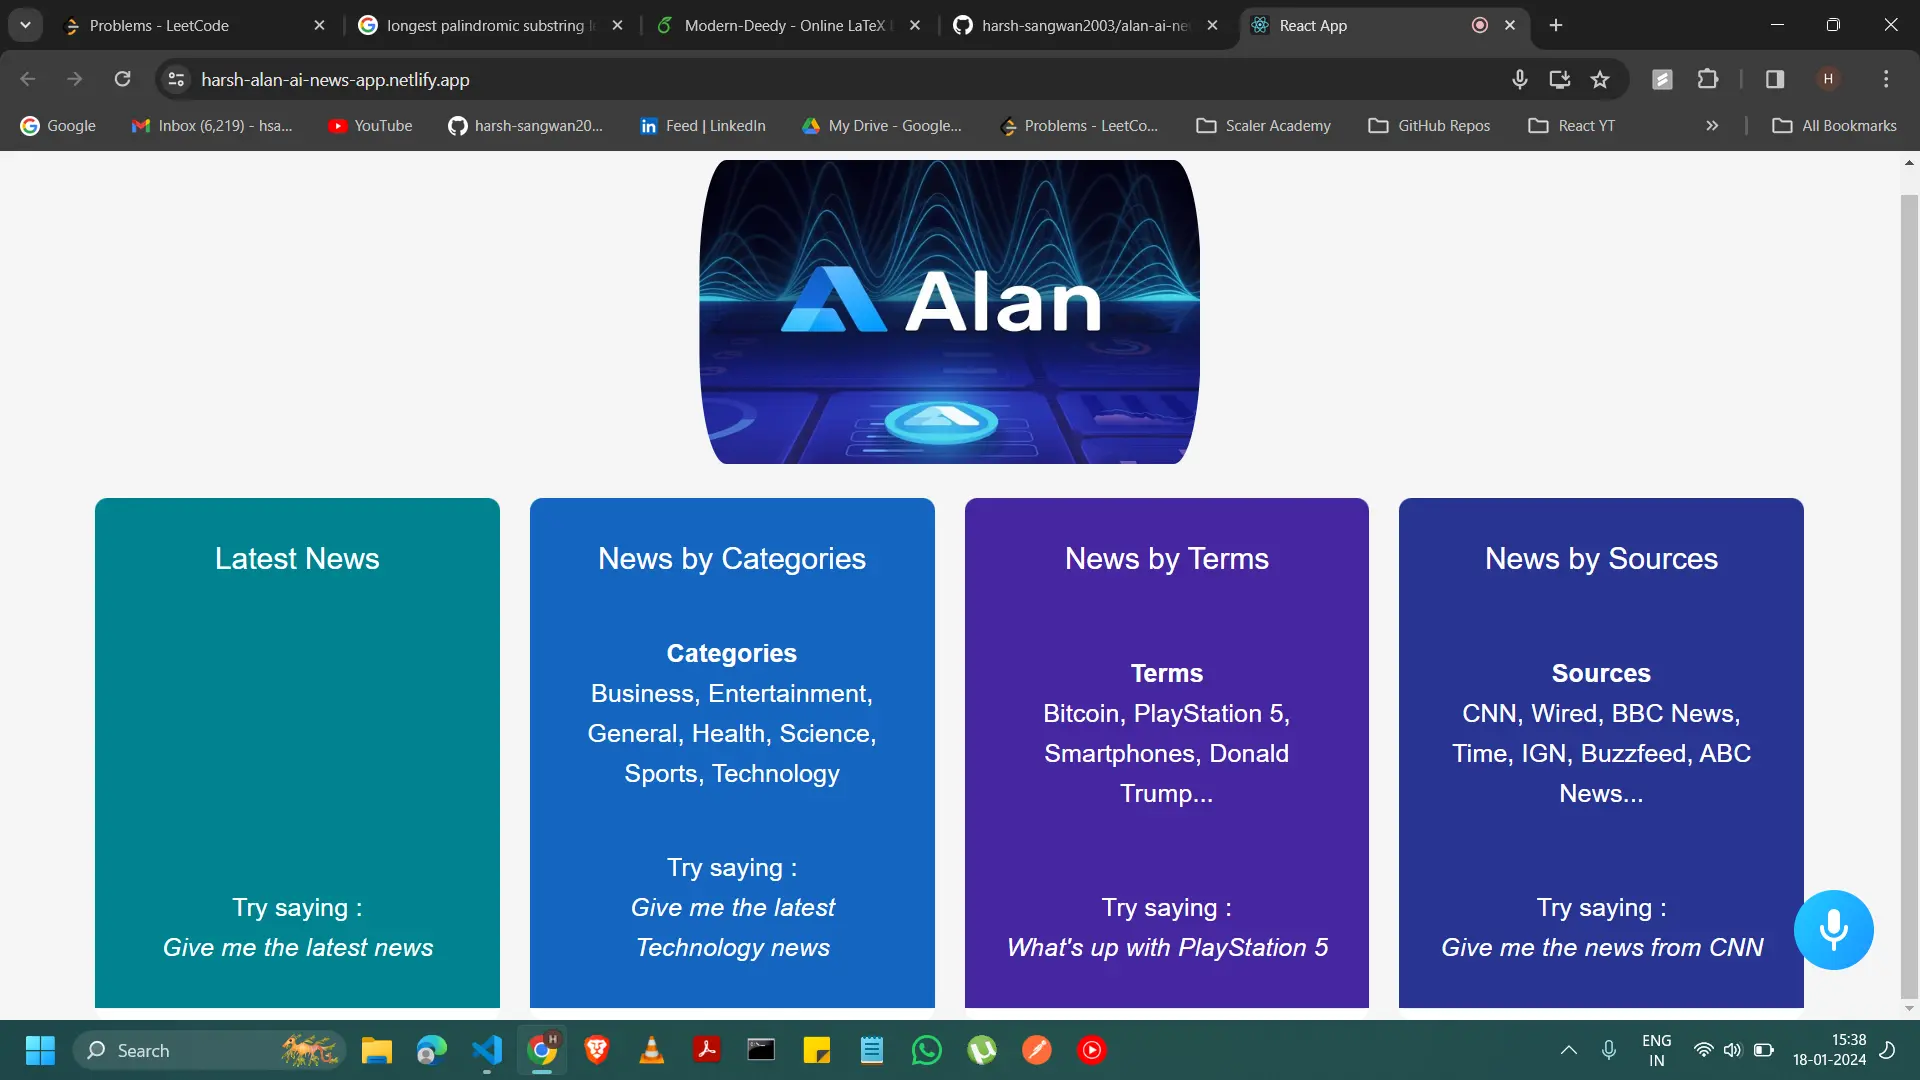 Problems - LeetCode
longest palindromic substring
Modern-Deedy - Online LaTeX
harsh-sangwan2003/alan-ai-ne
React App
harsh-alan-ai-news-app.netlify.app
H
Google
Inbox (6,219) - hsa...
YouTube
harsh-sangwan20...
Feed | LinkedIn
My Drive - Google...
Problems - LeetCo...
Scaler Academy
GitHub Repos
React YT
»
All Bookmarks
Alan
Latest News
Try saying :
Give me the latest news
News by Categories
Categories
Business, Entertainment,
General, Health, Science,
Sports, Technology
Try saying :
Give me the latest
Technology news
News by Terms
Terms
Bitcoin, PlayStation 5,
Smartphones, Donald
Trump...
Try saying :
What's up with PlayStation 5
News by Sources
Sources
CNN, Wired, BBC News,
Time, IGN, Buzzfeed, ABC
News...
Try saying :
Give me the news from CNN
Search
H
ENG
IN
15:38
18-01-2024